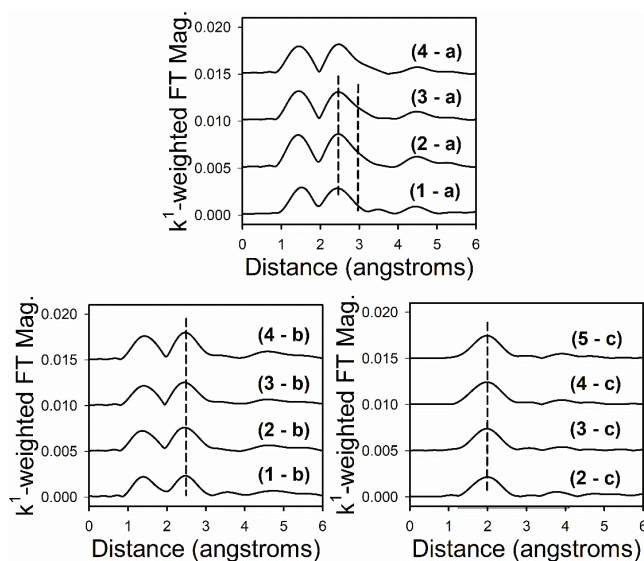 k¹-weighted FT Mag.
0.020
0.015
0.010
0.005
0.000
(4 - a)
(3 - a)
(2 - a)
(1 - a)
0 1 2 3 4 5 6
Distance (angstroms)
k¹-weighted FT Mag.
0.020
0.015
0.010
0.005
0.000
(4 - b)
(3 - b)
(2 - b)
(1 - b)
0 1 2 3 4 5 6
Distance (angstroms)
k¹-weighted FT Mag.
0.020
0.015
0.010
0.005
0.000
(5 - c)
(4 - c)
(3 - c)
(2 - c)
0 1 2 3 4 5 6
Distance (angstroms)